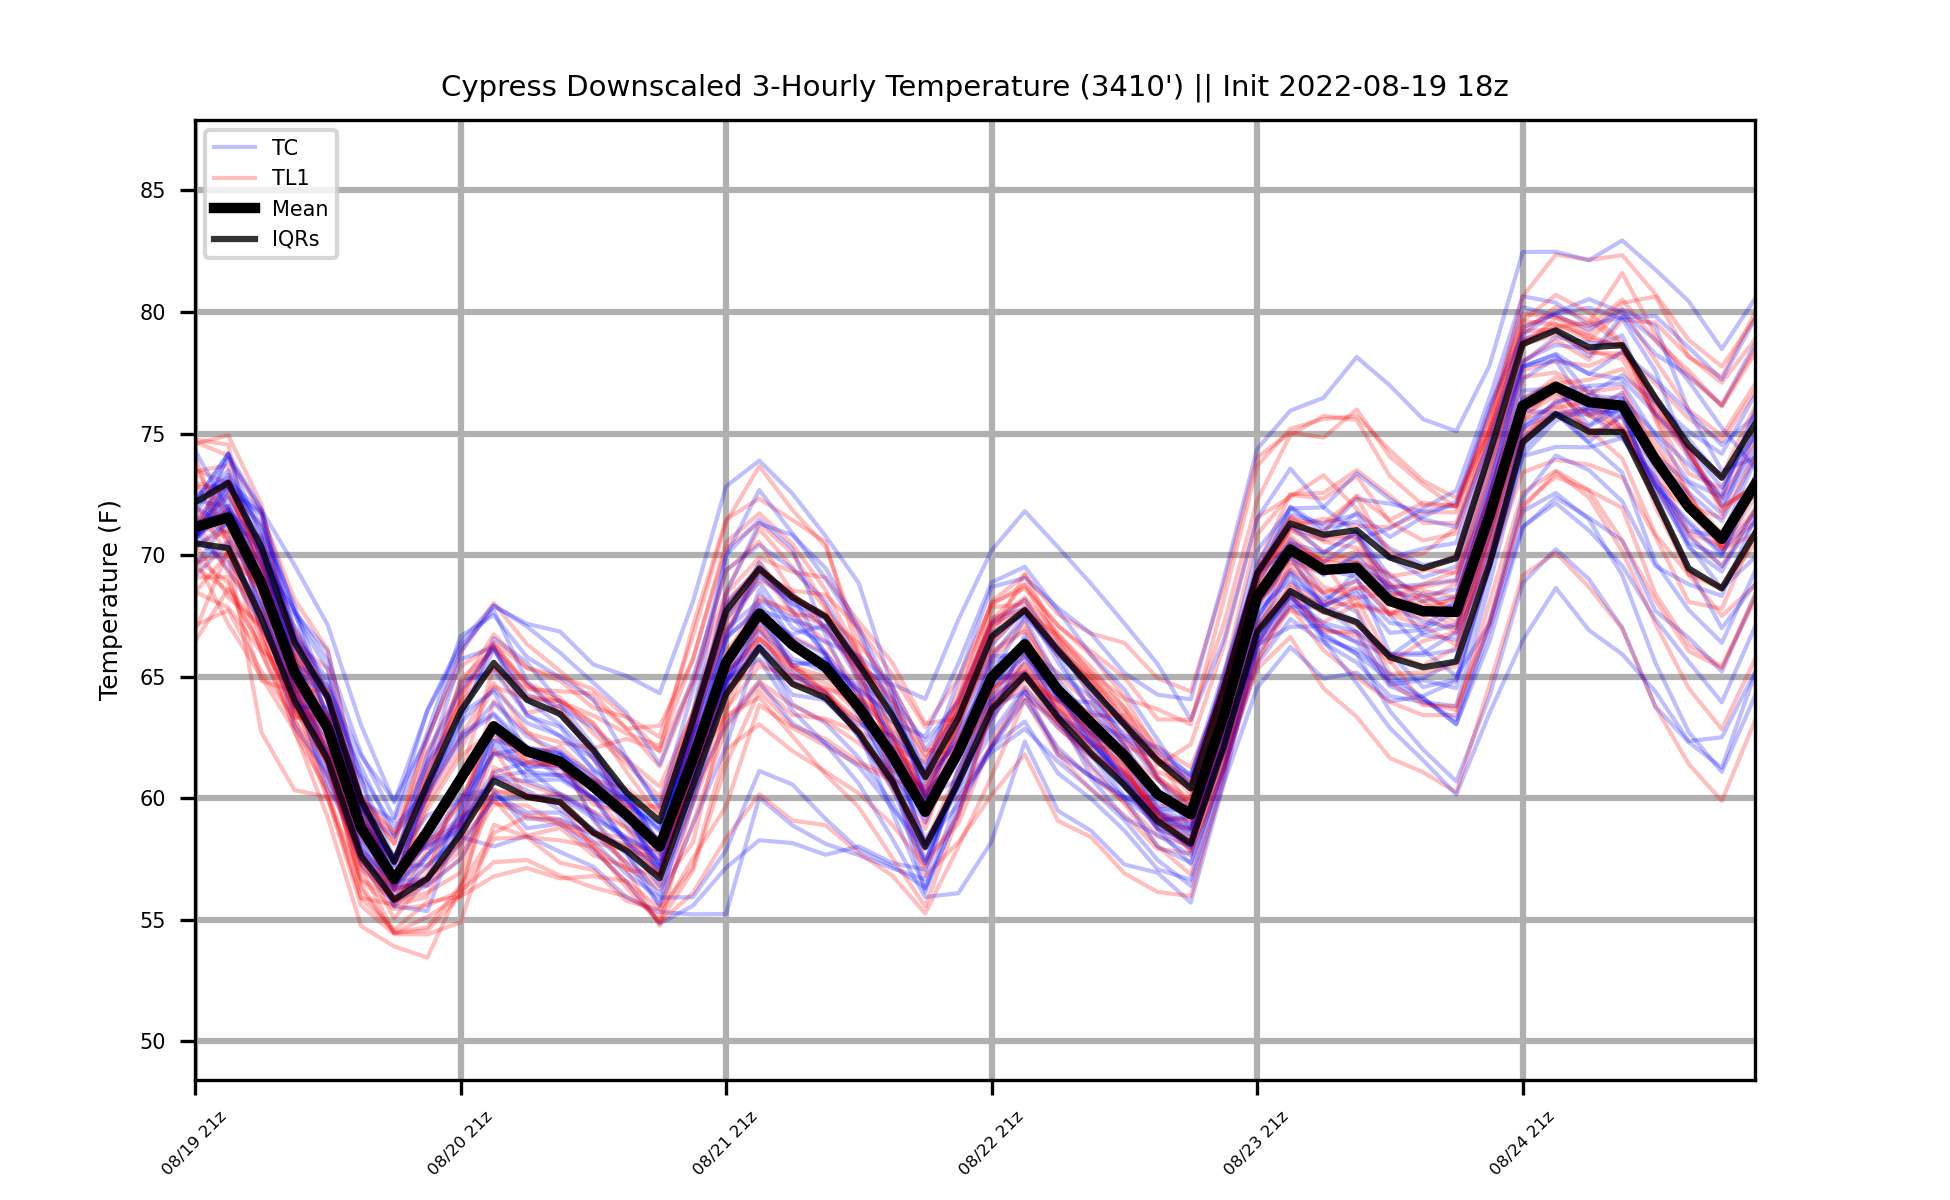 Cypress Downscaled 3-Hourly Temperature (3410') || Init 2022-08-19 18z
TC
TL1
Mean
IQRs
Temperature (F)
85
80
75
70
65
60
55
50
08/19 21z
08/20 21z
08/21 21z
08/22 21z
08/23 21z
08/24 21z